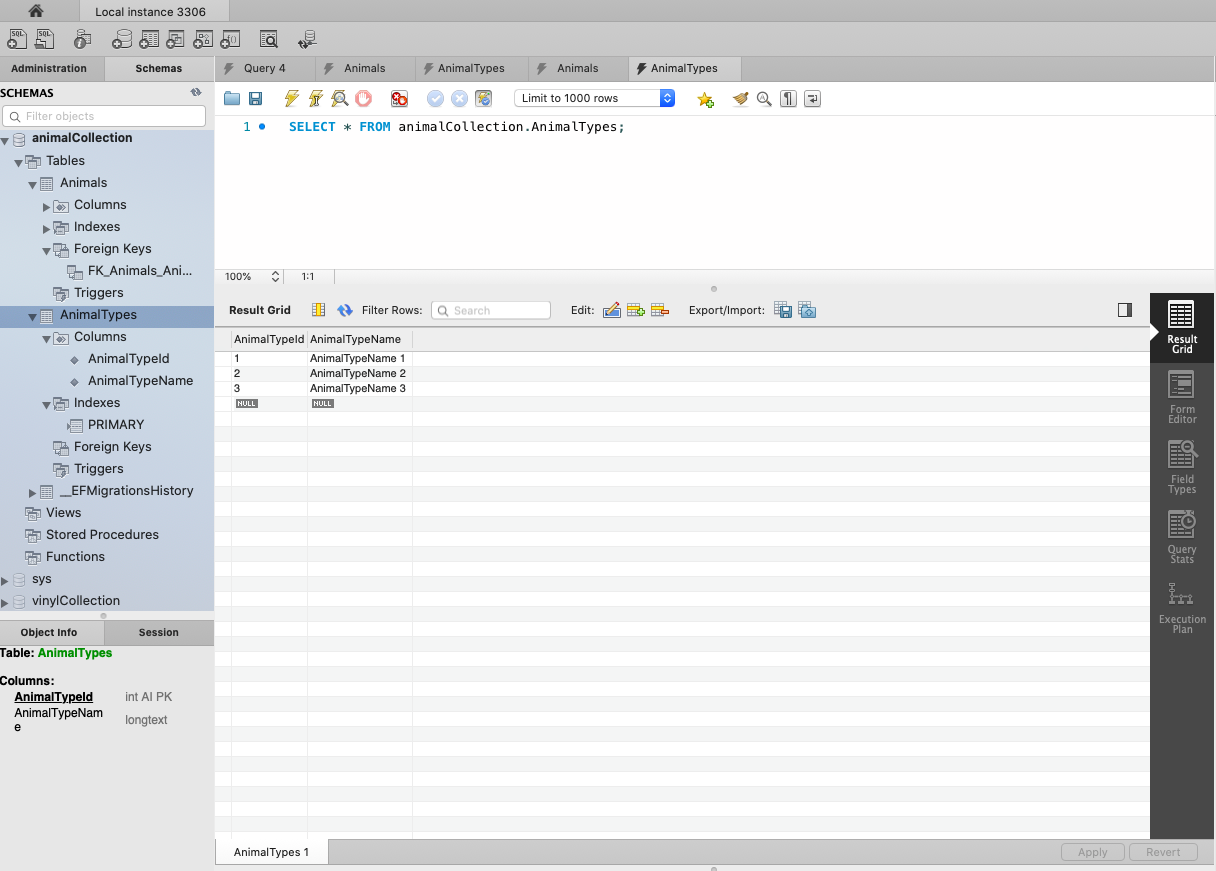 Local instance 3306
Administration
Schemas
Query 4
Animals
AnimalTypes
Animals
AnimalTypes
SCHEMAS
Filter objects
animalCollection
Tables
Animals
Columns
Indexes
Foreign Keys
FK_Animals_Ani...
Triggers
AnimalTypes
Columns
AnimalTypeId
AnimalTypeName
Indexes
PRIMARY
Foreign Keys
Triggers
__EFMigrationsHistory
Views
Stored Procedures
Functions
sys
vinylCollection
Object Info
Session
Table: AnimalTypes
Columns:
AnimalTypeId int AI PK
AnimalTypeNam
e
longtext
Limit to 1000 rows
1 SELECT * FROM animalCollection.AnimalTypes;
100% 1:1
Result Grid Filter Rows: Search Edit: Export/Import:
AnimalTypeId AnimalTypeName
1 AnimalTypeName 1
2 AnimalTypeName 2
3 AnimalTypeName 3
NULL NULL
Result
Grid
Form
Editor
Field
Types
Query
Stats
Execution
Plan
AnimalTypes 1
Apply
Revert